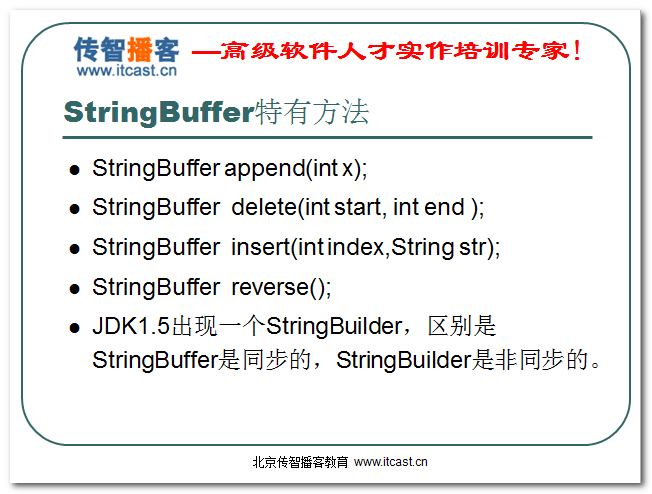 传智播客 —高级软件人才实作培训专家!
www.itcast.cn
StringBuffer特有方法
● StringBuffer append(int x);
● StringBuffer delete(int start, int end );
● StringBuffer insert(int index,String str);
● StringBuffer reverse();
● JDK1.5出现一个StringBuilder，区别是
StringBuffer是同步的，StringBuilder是非同步的。
北京传智播客教育 www.itcast.cn